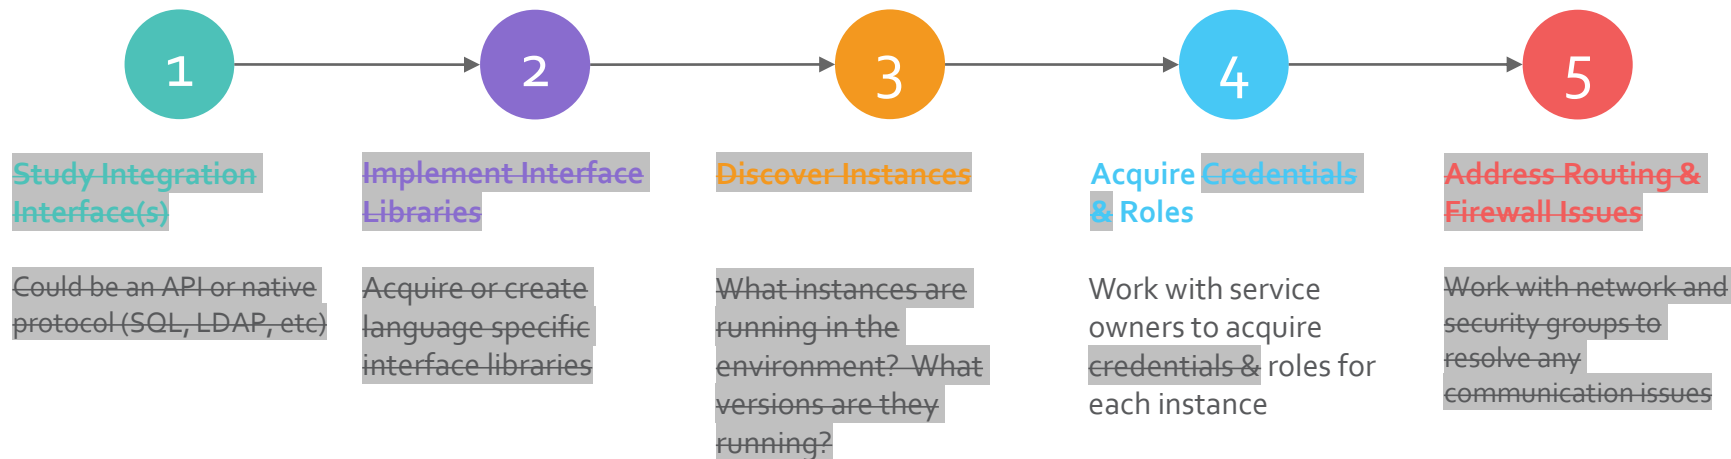 1
2
3
4
5
Study Integration
Interface(s)
Could be an API or native
protocol (SQL, LDAP, etc)
Implement Interface
Libraries
Acquire or create
language specific
interface libraries
Discover Instances
What instances are
running in the
environment? What
versions are they
running?
Acquire Credentials
& Roles
Work with service
owners to acquire
credentials & roles for
each instance
Address Routing &
Firewall Issues
Work with network and
security groups to
resolve any
communication issues